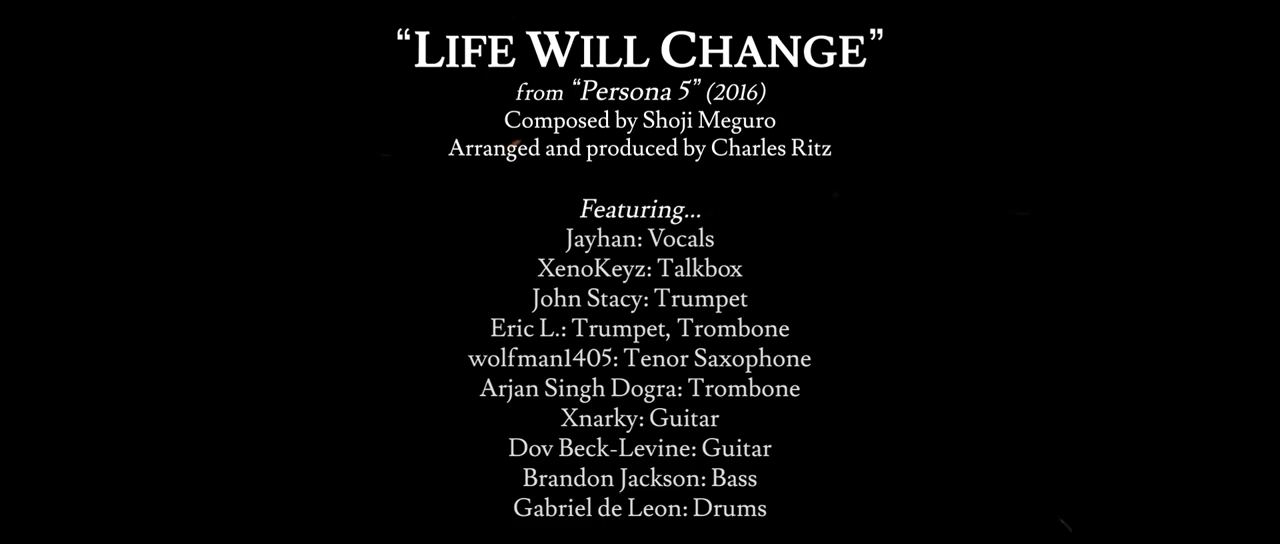 “LIFE WILL CHANGE”
from “Persona 5” (2016)
Composed by Shoji Meguro
Arranged and produced by Charles Ritz
Featuring...
Jayhan: Vocals
XenoKeyz: Talkbox
John Stacy: Trumpet
Eric L.: Trumpet, Trombone
wolfman1405: Tenor Saxophone
Arjan Singh Dogra: Trombone
Xnarky: Guitar
Dov Beck-Levine: Guitar
Brandon Jackson: Bass
Gabriel de Leon: Drums